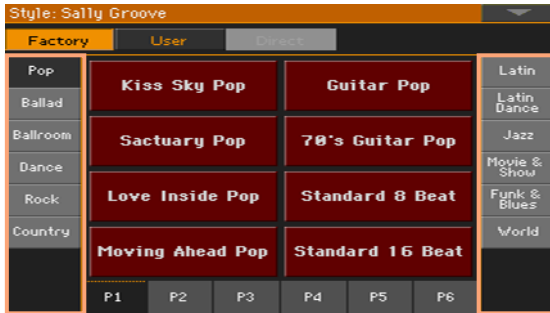 Style: Sally Groove
Factory User Direct
Pop
Ballad
Ballroom
Dance
Rock
Country
Kiss Sky Pop
Guitar Pop
Sactuary Pop
70's Guitar Pop
Love Inside Pop
Standard 8 Beat
Moving Ahead Pop
Standard 16 Beat
Latin
Latin
Dance
Jazz
Movie &
Show
Funk &
Blues
World
P1 P2 P3 P4 P5 P6